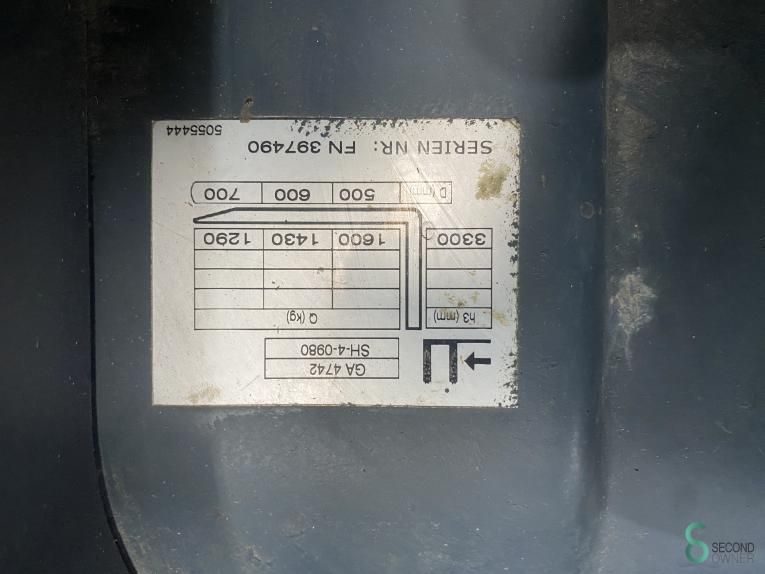 GA 4742
SH-4-0980
h3 (mm) Q (kg)
3300 1600 1430 1290
D (mm) 500 600 700
SERIEN NR: FN 397490
5055444
SECOND
OWNER